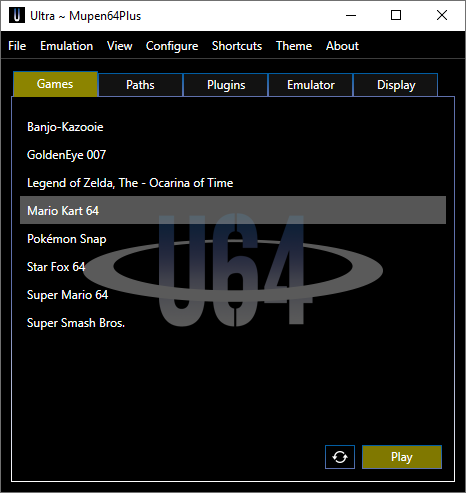 Ultra ~ Mupen64Plus
File Emulation View Configure Shortcuts Theme About
Games Paths Plugins Emulator Display
Banjo-Kazooie
GoldenEye 007
Legend of Zelda, The - Ocarina of Time
Mario Kart 64
Pokémon Snap
Star Fox 64
Super Mario 64
Super Smash Bros.
U64
Play